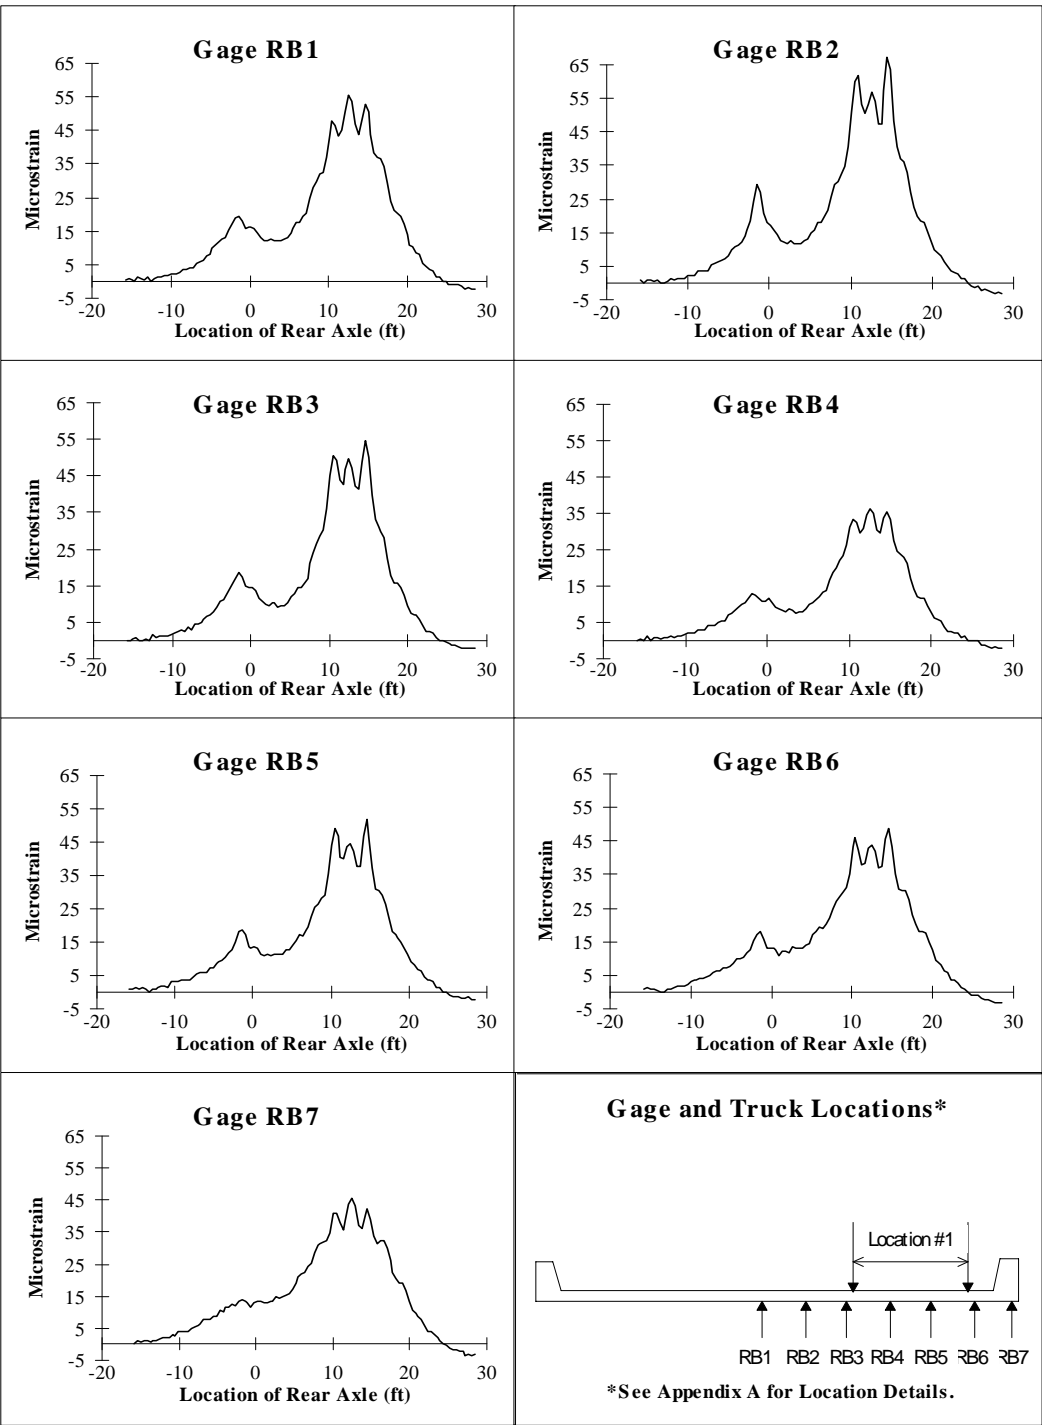 Gage RB1
65
55
45
35
25
15
5
-5
-20 -10 0 10 20 30
Microstrain
Location of Rear Axle (ft)
Gage RB2
65
55
45
35
25
15
5
-5
-20 -10 0 10 20 30
Microstrain
Location of Rear Axle (ft)
Gage RB3
65
55
45
35
25
15
5
-5
-20 -10 0 10 20 30
Microstrain
Location of Rear Axle (ft)
Gage RB4
65
55
45
35
25
15
5
-5
-20 -10 0 10 20 30
Microstrain
Location of Rear Axle (ft)
Gage RB5
65
55
45
35
25
15
5
-5
-20 -10 0 10 20 30
Microstrain
Location of Rear Axle (ft)
Gage RB6
65
55
45
35
25
15
5
-5
-20 -10 0 10 20 30
Microstrain
Location of Rear Axle (ft)
Gage RB7
65
55
45
35
25
15
5
-5
-20 -10 0 10 20 30
Microstrain
Location of Rear Axle (ft)
Gage and Truck Locations*
Location #1
RB1 RB2 RB3 RB4 RB5 RB6 RB7
*See Appendix A for Location Details.